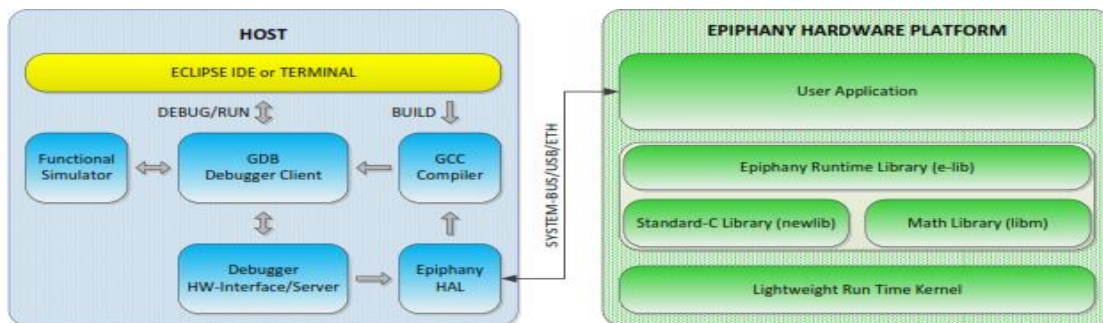 HOST
ECLIPSE IDE or TERMINAL
DEBUG/RUN
BUILD
Functional
Simulator
GDB
Debugger Client
GCC
Compiler
Debugger
HW-Interface/Server
Epiphany
HAL
SYSTEM-BUS/USB/ETH
EPIPHANY HARDWARE PLATFORM
User Application
Epiphany Runtime Library (e-lib)
Standard-C Library (newlib)
Math Library (libm)
Lightweight Run Time Kernel